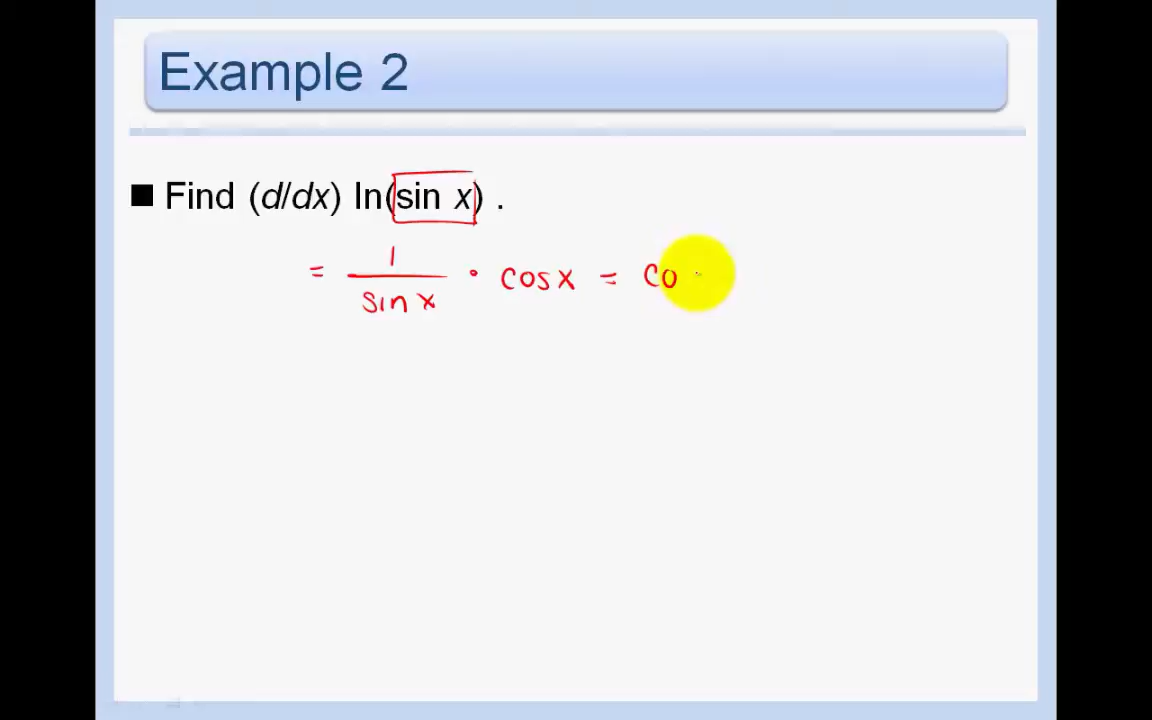 Example 2
■ Find (d/dx) ln(sin x) .
= 1/sin x · cos x = co